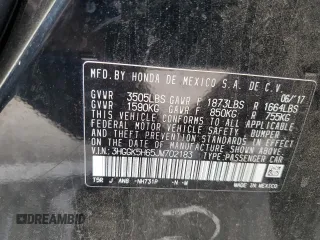 MFD.BY HONDA DE MEXICO S.A. DE C.V.
06/17
GVWR 3505LBS GAWR F 1873LBS R 1664LBS
GVWR 1590KG GAWR F 850KG R 755KG
THIS VEHICLE CONFORMS TO ALL APPLICABLE
FEDERAL MOTOR VEHICLE SAFETY, BUMPER,
AND THEFT PREVENTION STANDARDS IN EFFECT
ON THE DATE OF MANUFACTURE SHOWN ABOVE.
V.I.N: 3HGGK5H65JM702183 TYPE:PASSENGER CAR
NH731P -N -W
MADE IN MEXICO